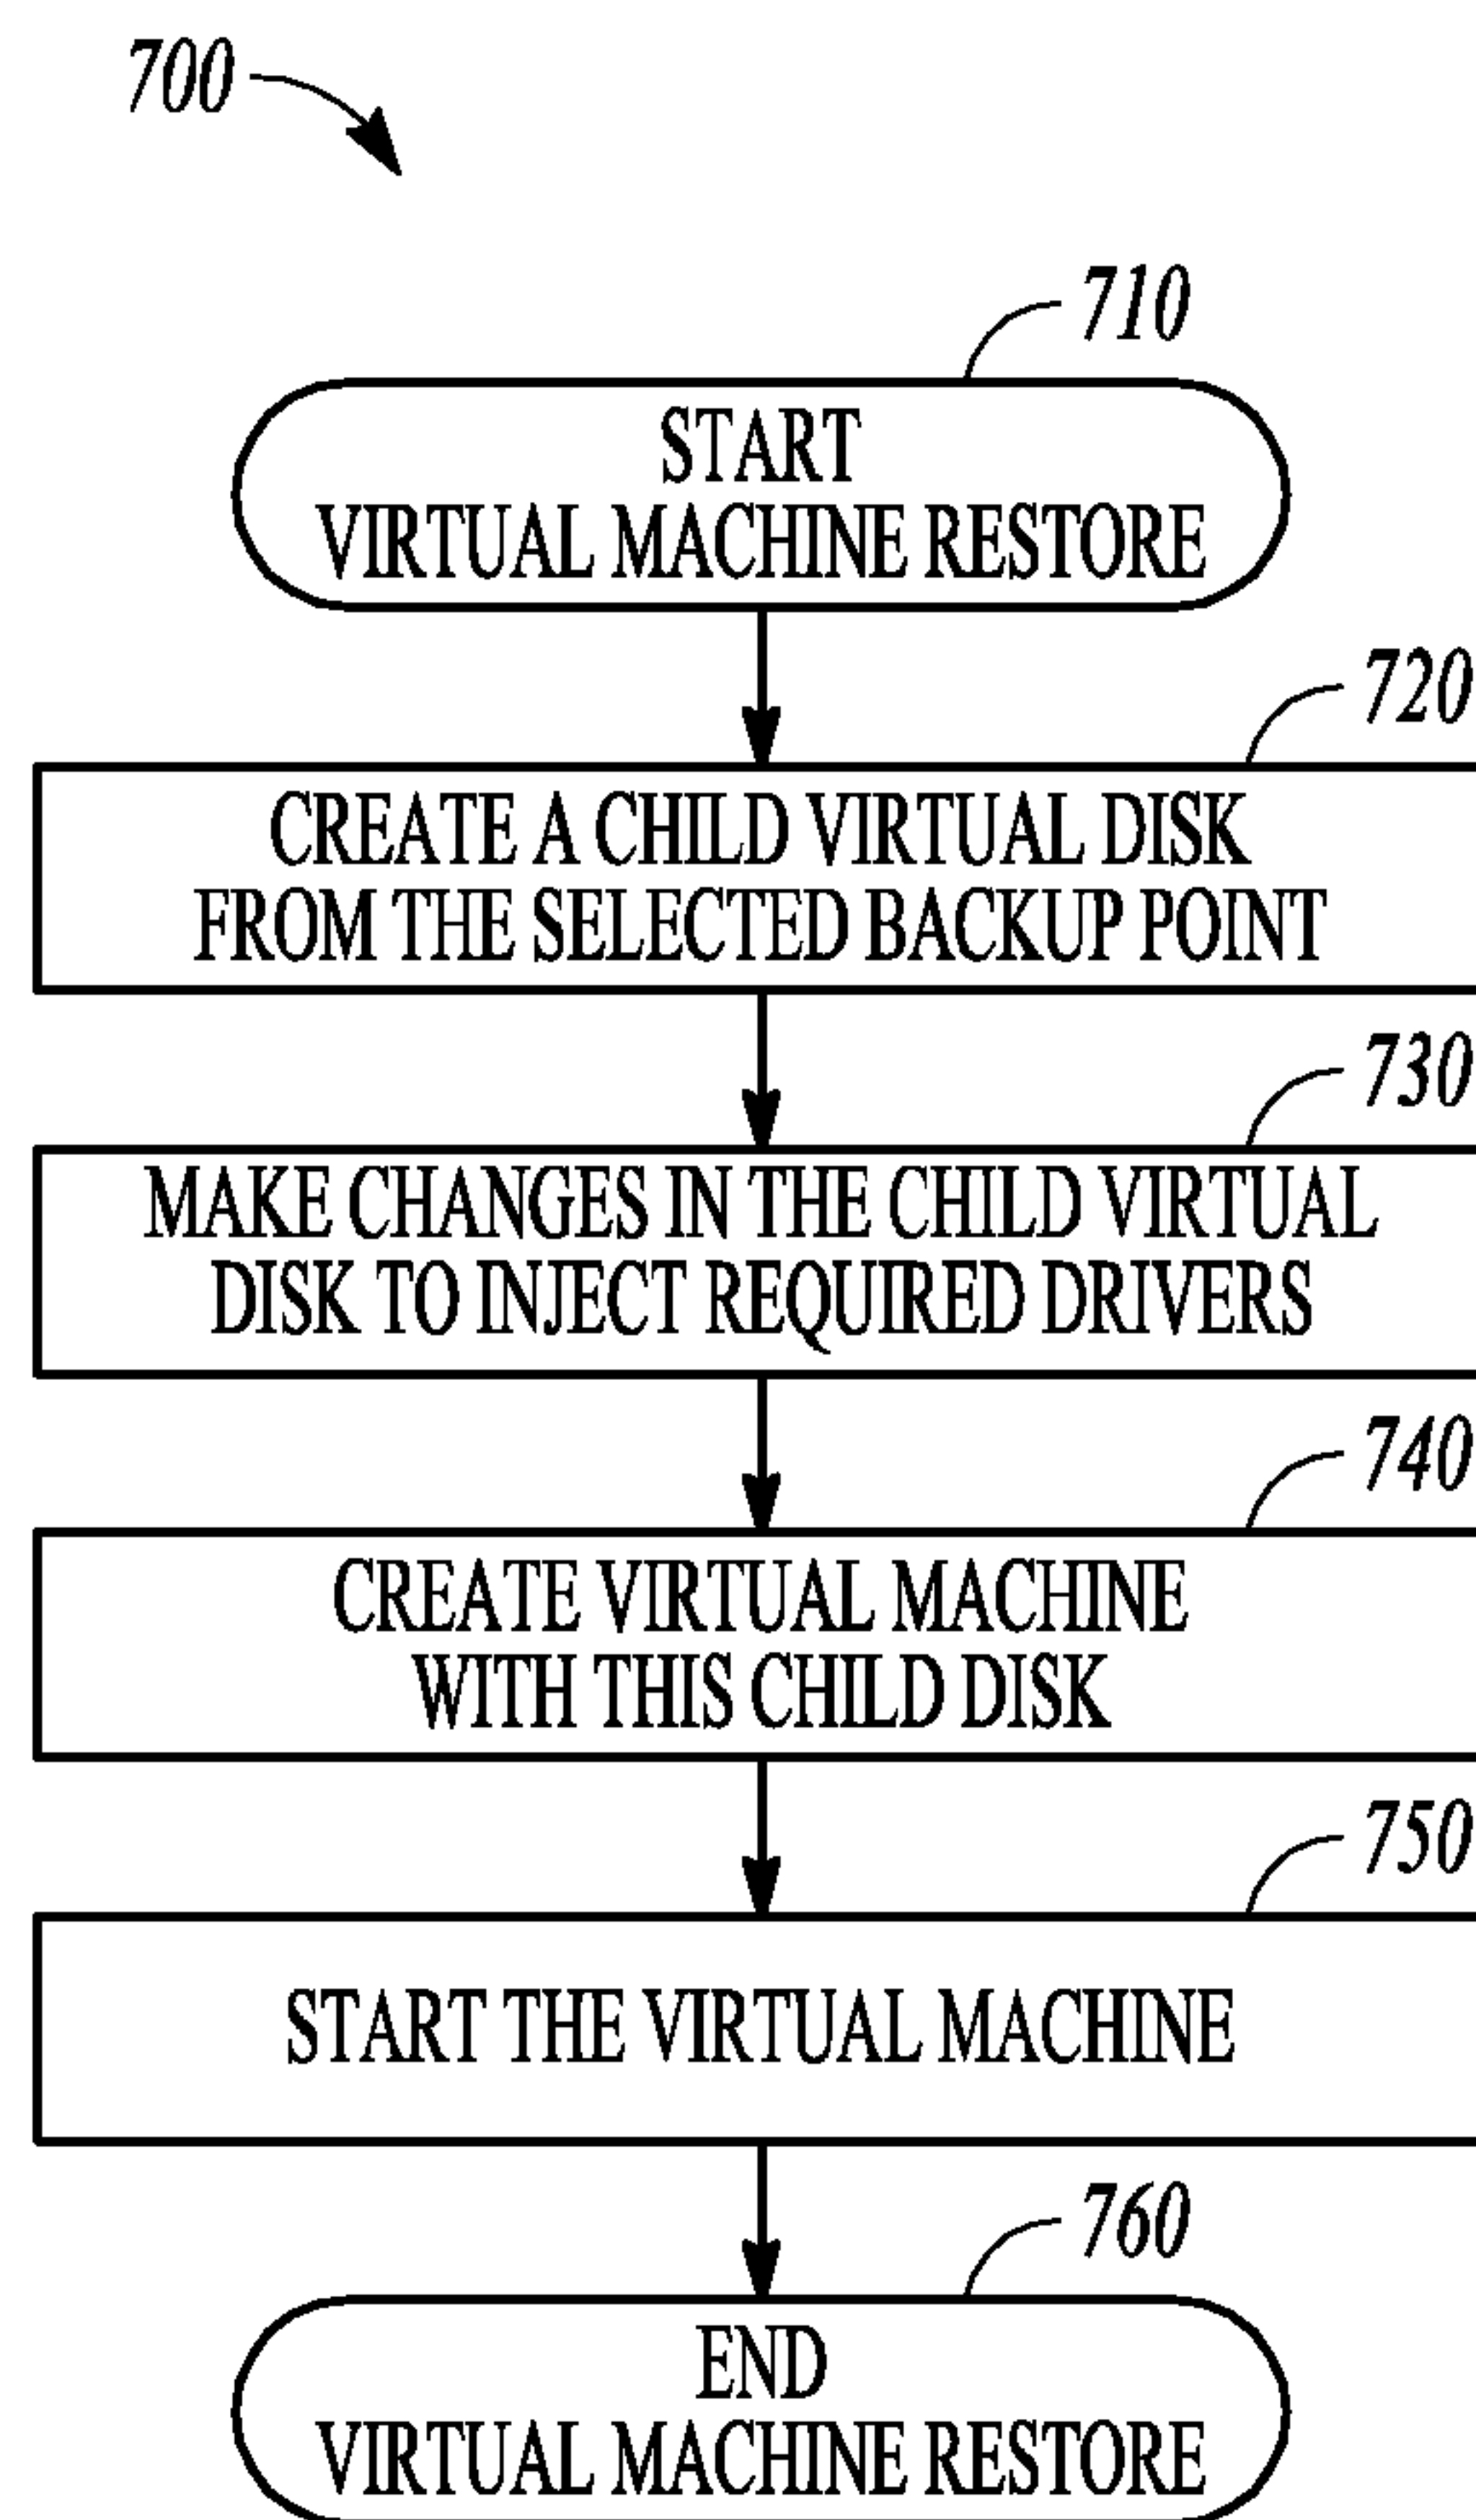 700
710
START
VIRTUAL MACHINE RESTORE
720
CREATE A CHILD VIRTUAL DISK
FROM THE SELECTED BACKUP POINT
730
MAKE CHANGES IN THE CHILD VIRTUAL
DISK TO INJECT REQUIRED DRIVERS
740
CREATE VIRTUAL MACHINE
WITH THIS CHILD DISK
750
START THE VIRTUAL MACHINE
760
END
VIRTUAL MACHINE RESTORE